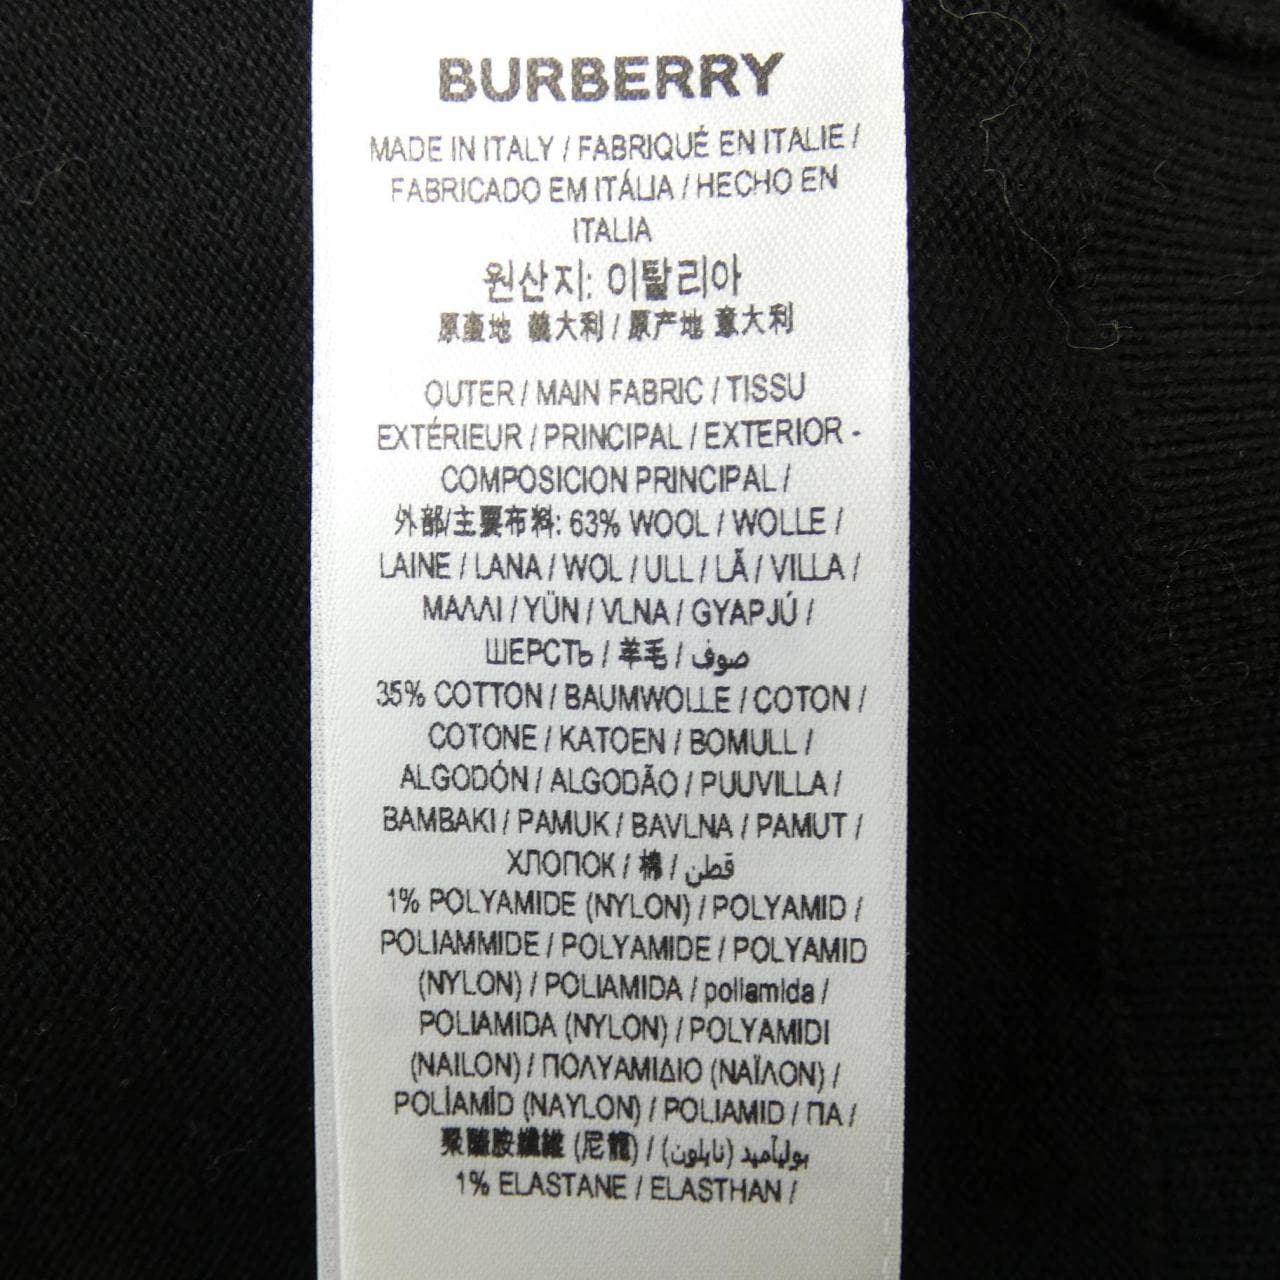 BURBERRY
MADE IN ITALY / FABRIQUÉ EN ITALIE /
FABRICADO EM ITÁLIA / HECHO EN
ITALIA
원산지: 이탈리아
原產地 義大利 / 原产地 意大利
OUTER / MAIN FABRIC / TISSU
EXTÉRIEUR / PRINCIPAL / EXTERIOR -
COMPOSICION PRINCIPAL /
外部/主要布料: 63% WOOL / WOLLE /
LAINE / LANA / WOL / ULL / LÃ / VILLA /
ΜΑΛΛΙ / YÜN / VLNA / GYAPJÚ /
ШЕРСТЬ / 羊毛 / صوف
35% COTTON / BAUMWOLLE / COTON /
COTONE / KATOEN / BOMULL /
ALGODÓN / ALGODÃO / PUUVILLA /
BAMBAKI / PAMUK / BAVLNA / PAMUT /
ХЛОПОК / 棉 / قطن
1% POLYAMIDE (NYLON) / POLYAMID /
POLIAMMIDE / POLYAMIDE / POLYAMID
(NYLON) / POLIAMIDA / poliamida /
POLIAMIDA (NYLON) / POLYAMIDI
(NAILON) / ΠΟΛΥΑΜΙΔΙΟ (ΝΑΪΛΟΝ) /
POLİAMİD (NAYLON) / POLIAMID / ПА /
聚醯胺纖維 (尼龍) / بوليأميد (نايلون)
1% ELASTANE / ELASTHAN /